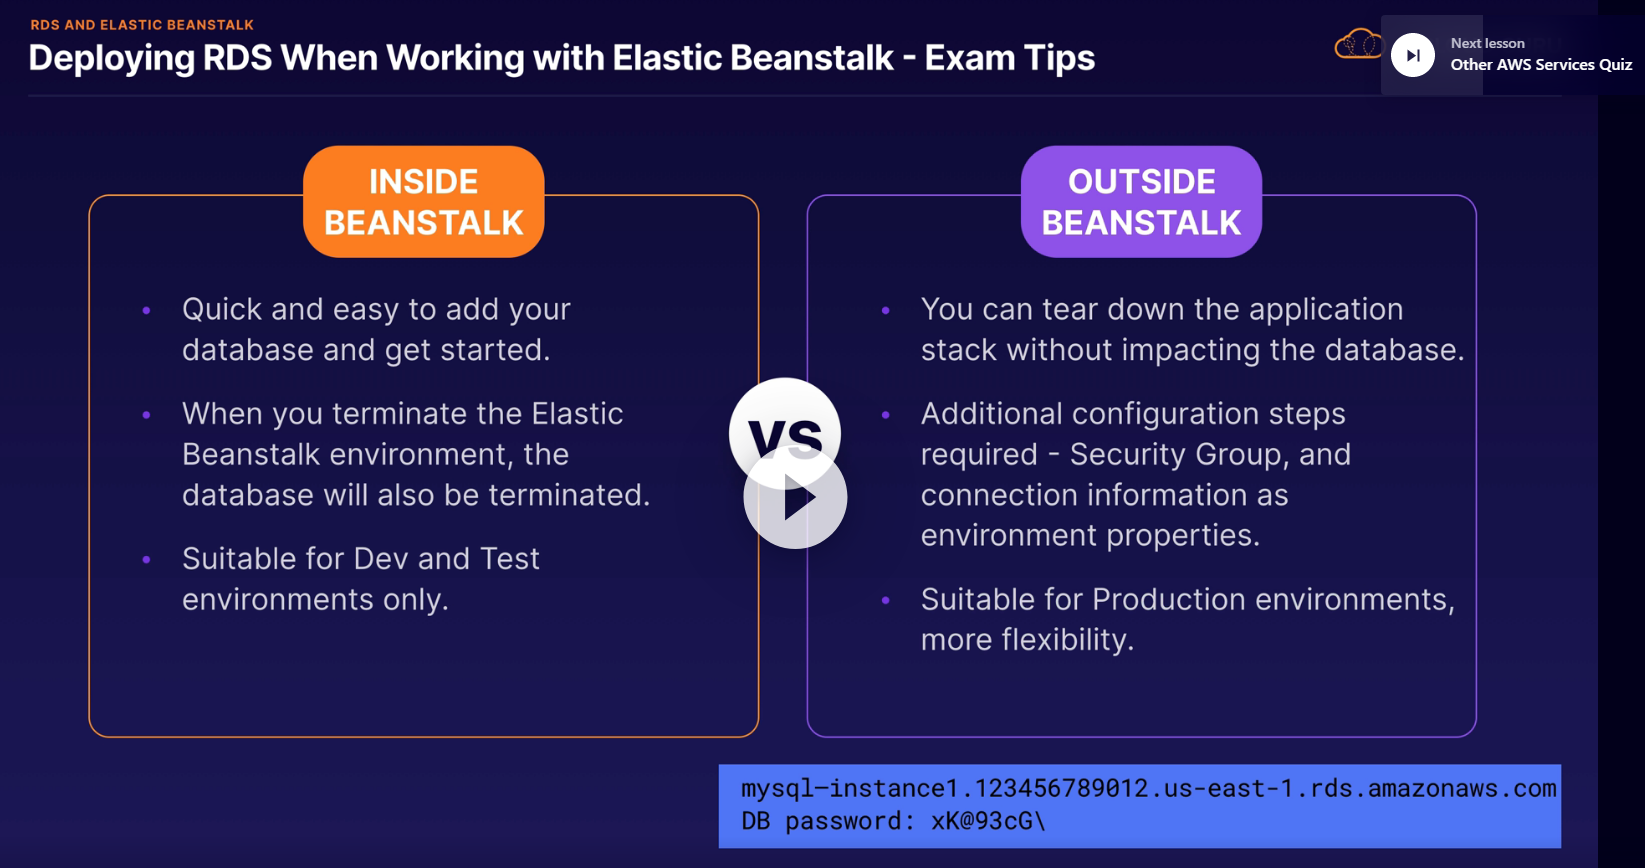 RDS AND ELASTIC BEANSTALK
Deploying RDS When Working with Elastic Beanstalk - Exam Tips
Next lesson
Other AWS Services Quiz
INSIDE
BEANSTALK
• Quick and easy to add your
database and get started.
• When you terminate the Elastic
Beanstalk environment, the
database will also be terminated.
• Suitable for Dev and Test
environments only.
VS
OUTSIDE
BEANSTALK
• You can tear down the application
stack without impacting the database.
• Additional configuration steps
required - Security Group, and
connection information as
environment properties.
• Suitable for Production environments,
more flexibility.
mysql–instance1.123456789012.us-east-1.rds.amazonaws.com
DB password: xK@93cG\